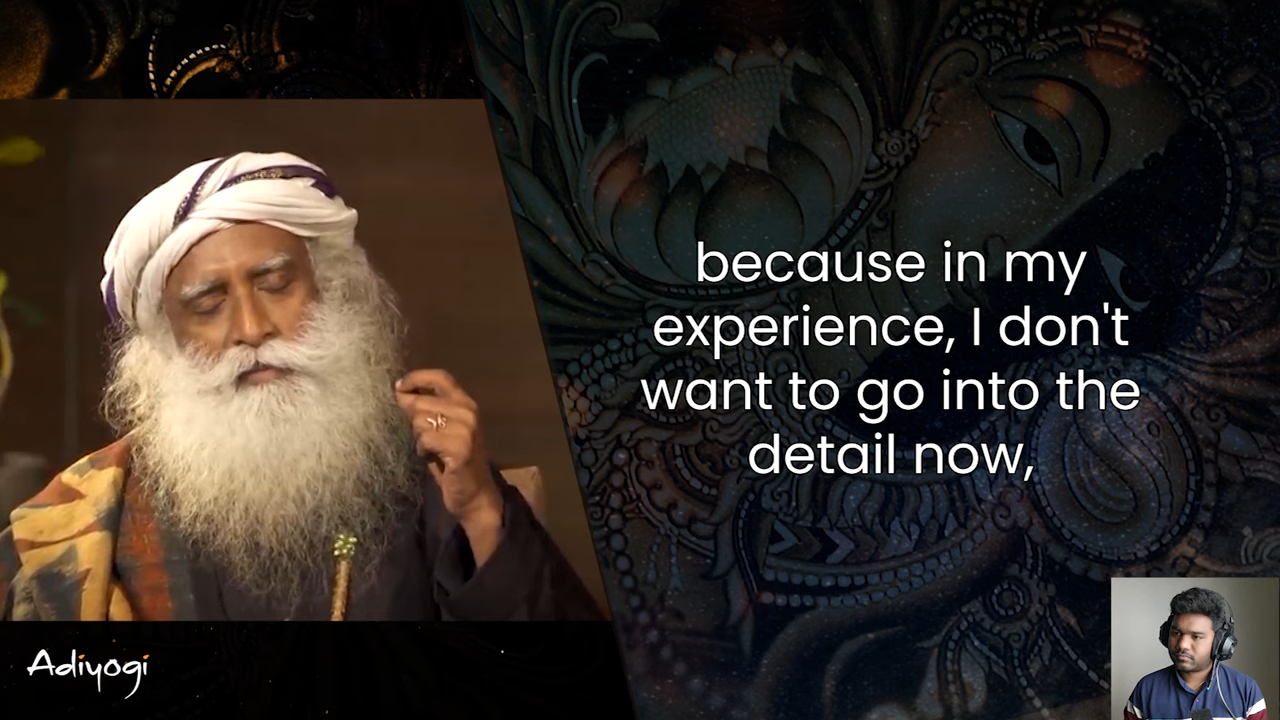 because in my
experience, I don't
want to go into the
detail now,
Adiyogi